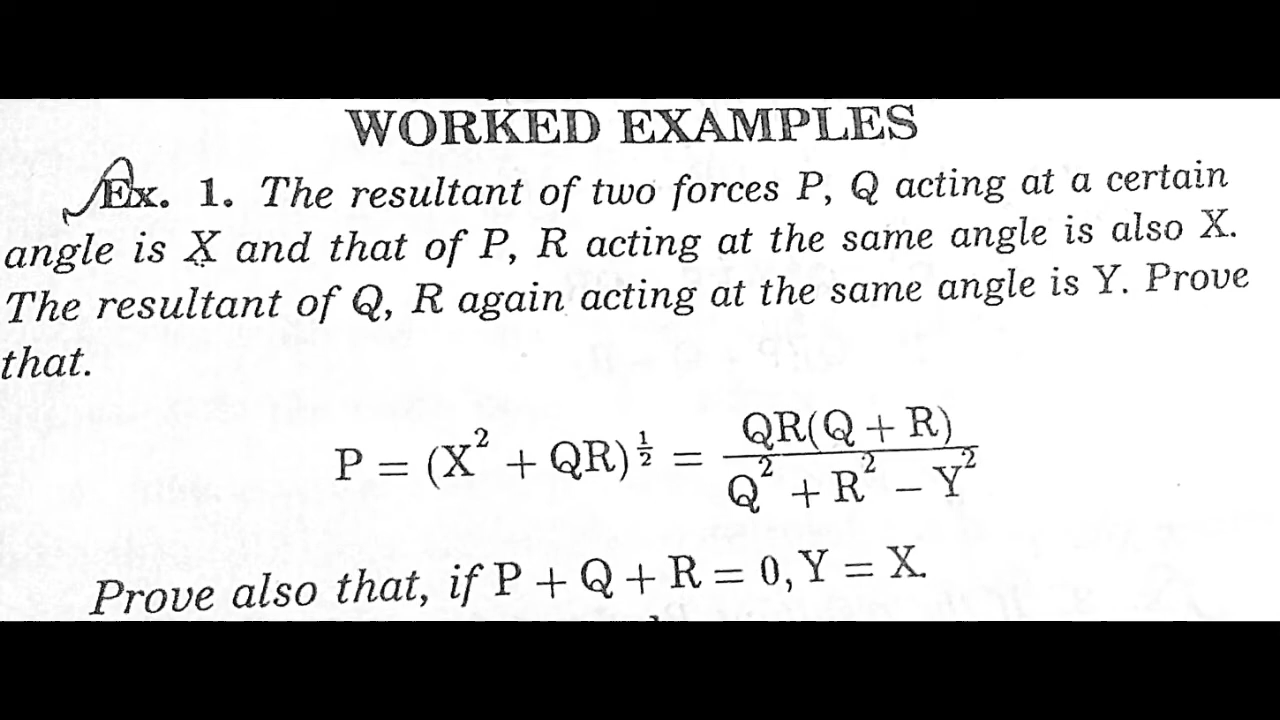 WORKED EXAMPLES
Ex. 1. The resultant of two forces P, Q acting at a certain
angle is X and that of P, R acting at the same angle is also X.
The resultant of Q, R again acting at the same angle is Y. Prove
that.
P = (X² + QR)^½ = QR(Q + R) / Q² + R² − Y²
Prove also that, if P + Q + R = 0, Y = X.